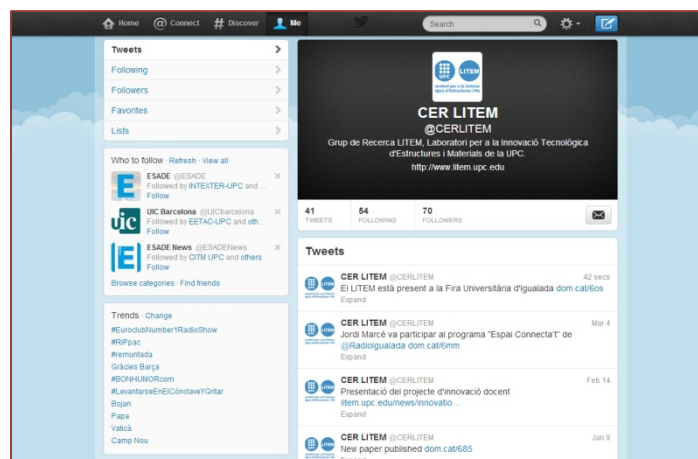 Home @ Connect # Discover Me Search
Tweets
Following
Followers
Favorites
Lists
Who to follow · Refresh · View all
ESADE @ESADE
Followed by INTEXTER-UPC and ...
Follow
UIC Barcelona @UICbarcelona
Followed by EETAC-UPC and oth...
Follow
ESADE News @ESADENews
Followed by CITM UPC and others
Follow
Browse categories · Find friends
Trends · Change
#EuroclubNumber1RadioShow
#RIPpac
#remuntada
Gràcies Barça
#BONHUMORcom
#LevantarseEnElCónclaveYGritar
Bojan
Papa
Vaticà
Camp Nou
UPC LITEM
CER LITEM
@CERLITEM
Grup de Recerca LITEM, Laboratori per a la Innovació Tecnològica
d'Estructures i Materials de la UPC.
http://www.litem.upc.edu
41 54 70
TWEETS FOLLOWING FOLLOWERS
Tweets
CER LITEM @CERLITEM 42 secs
El LITEM està present a la Fira Universitària d'Igualada dom.cat/6os
Expand
CER LITEM @CERLITEM Mar 4
Jordi Marcé va participar al programa "Espai Connecta't" de
@RadioIgualada dom.cat/6mm
Expand
CER LITEM @CERLITEM Feb 14
Presentació del projecte d'innovació docent
litem.upc.edu/news/innovatio...
Expand
CER LITEM @CERLITEM Jan 9
New paper published dom.cat/685
Expand